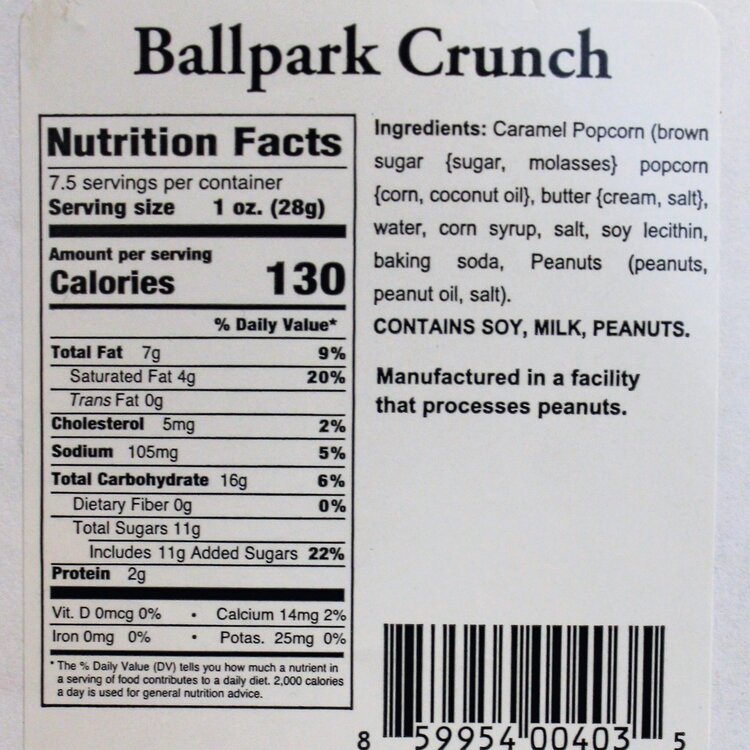 Ballpark Crunch
Nutrition Facts
7.5 servings per container
Serving size 1 oz. (28g)
Amount per serving
Calories 130
% Daily Value*
Total Fat 7g 9%
Saturated Fat 4g 20%
Trans Fat 0g
Cholesterol 5mg 2%
Sodium 105mg 5%
Total Carbohydrate 16g 6%
Dietary Fiber 0g 0%
Total Sugars 11g
Includes 11g Added Sugars 22%
Protein 2g
Vit. D 0mcg 0% • Calcium 14mg 2%
Iron 0mg 0% • Potas. 25mg 0%
* The % Daily Value (DV) tells you how much a nutrient in
a serving of food contributes to a daily diet. 2,000 calories
a day is used for general nutrition advice.
Ingredients: Caramel Popcorn (brown
sugar {sugar, molasses} popcorn
{corn, coconut oil}, butter {cream, salt},
water, corn syrup, salt, soy lecithin,
baking soda, Peanuts (peanuts,
peanut oil, salt).
CONTAINS SOY, MILK, PEANUTS.
Manufactured in a facility
that processes peanuts.
8 59954 00403 5